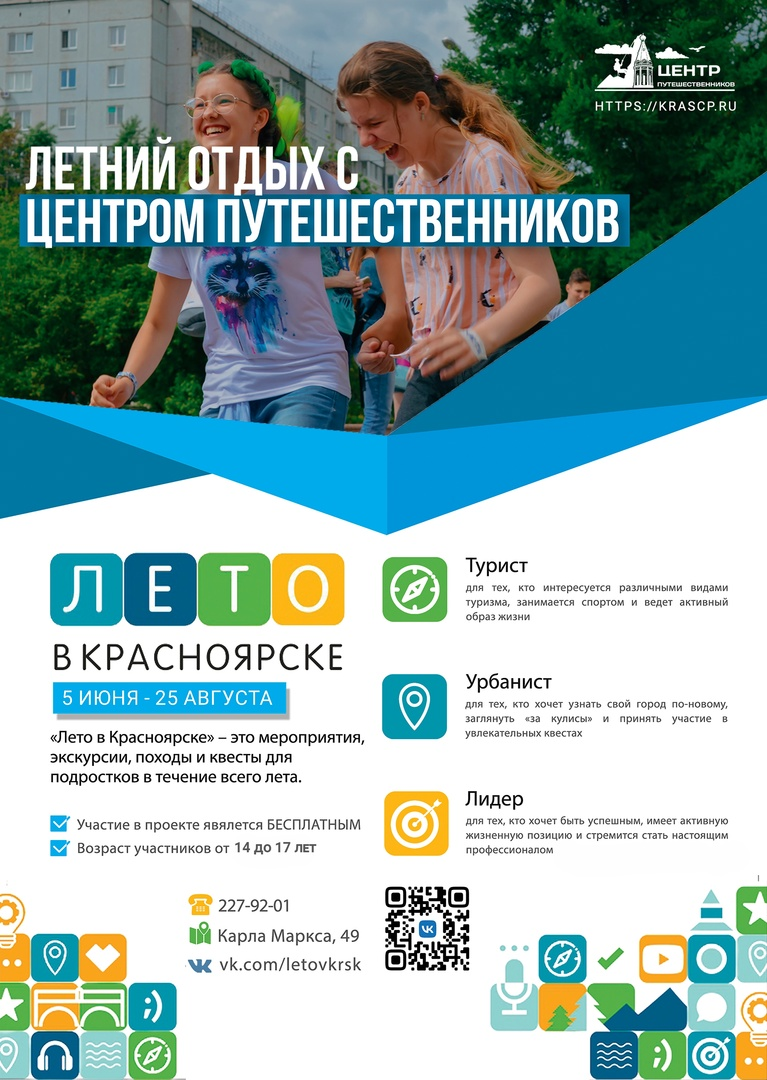 ЦЕНТР
ПУТЕШЕСТВЕННИКОВ
HTTPS://KRASCP.RU
ЛЕТНИЙ ОТДЫХ С
ЦЕНТРОМ ПУТЕШЕСТВЕННИКОВ
ЛЕТО
В КРАСНОЯРСКЕ
5 ИЮНЯ - 25 АВГУСТА
«Лето в Красноярске» – это мероприятия,
экскурсии, походы и квесты для
подростков в течение всего лета.
Участие в проекте явялется БЕСПЛАТНЫМ
Возраст участников от 14 до 17 лет
Турист
для тех, кто интересуется различными видами
туризма, занимается спортом и ведет активный
образ жизни
Урбанист
для тех, кто хочет узнать свой город по-новому,
заглянуть «за кулисы» и принять участие в
увлекательных квестах
Лидер
для тех, кто хочет быть успешным, имеет активную
жизненную позицию и стремится стать настоящим
профессионалом
227-92-01
Карла Маркса, 49
vk.com/letovkrsk